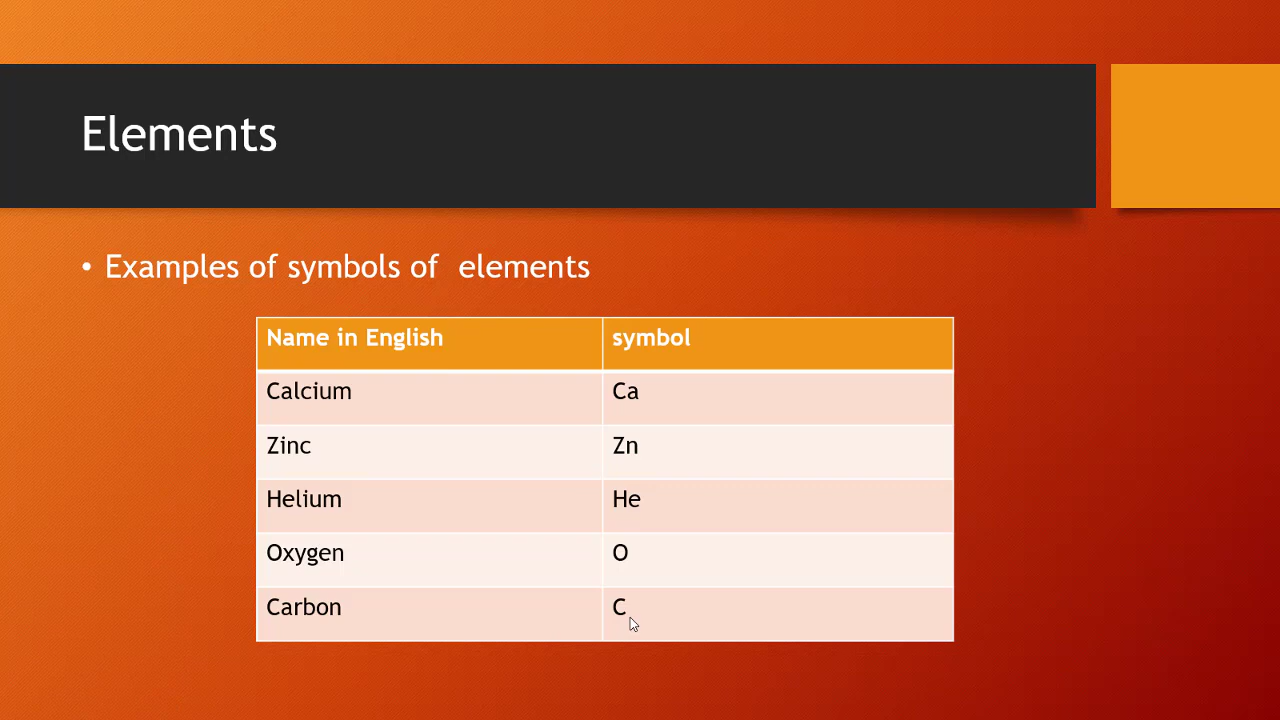 Elements
• Examples of symbols of  elements
Name in English symbol
Calcium Ca
Zinc Zn
Helium He
Oxygen O
Carbon C